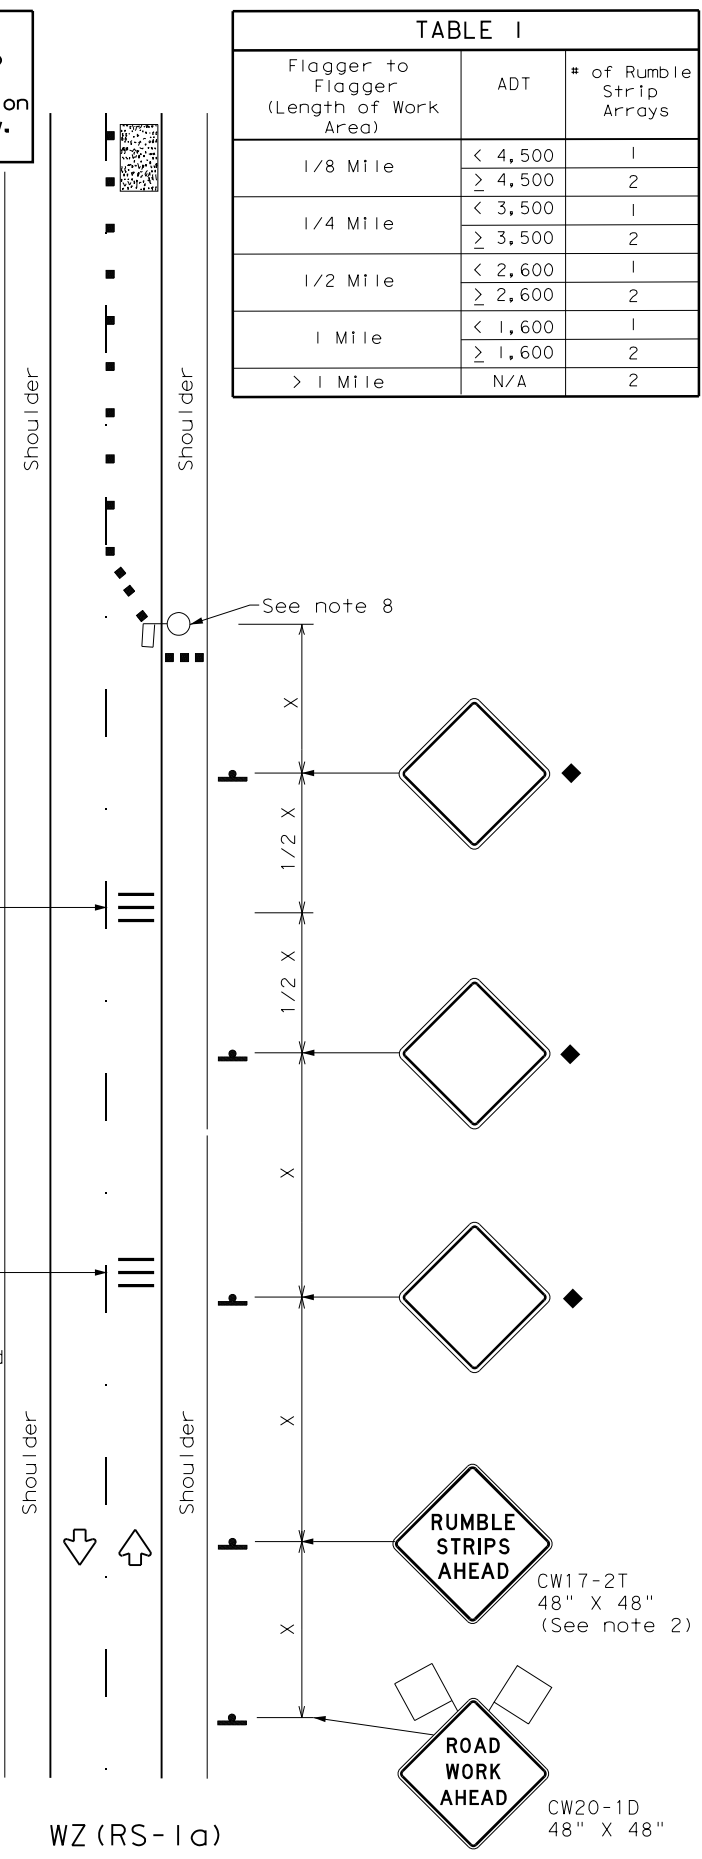 on
TABLE 1
Flagger to
Flagger
(Length of Work
Area)
ADT
# of Rumble
Strip
Arrays
1/8 Mile
< 4,500
1
≥ 4,500
2
1/4 Mile
< 3,500
1
≥ 3,500
2
1/2 Mile
< 2,600
1
≥ 2,600
2
1 Mile
< 1,600
1
≥ 1,600
2
> 1 Mile
N/A
2
Shoulder
Shoulder
See note 8
X
1/2 X
1/2 X
X
X
Shoulder
Shoulder
RUMBLE
STRIPS
AHEAD
CW17-2T
48" X 48"
(See note 2)
X
ROAD
WORK
AHEAD
CW20-1D
48" X 48"
WZ(RS-1a)